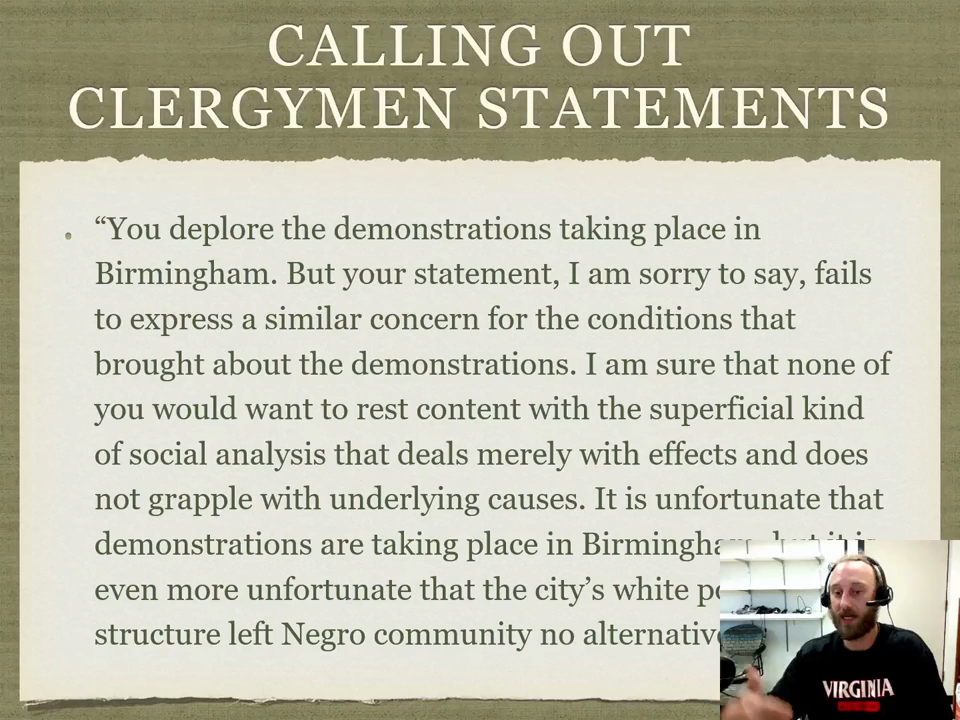 CALLING OUT
CLERGYMEN STATEMENTS
“You deplore the demonstrations taking place in
Birmingham. But your statement, I am sorry to say, fails
to express a similar concern for the conditions that
brought about the demonstrations. I am sure that none of
you would want to rest content with the superficial kind
of social analysis that deals merely with effects and does
not grapple with underlying causes. It is unfortunate that
demonstrations are taking place in Birmingham, but it is
even more unfortunate that the city’s white
structure left Negro community no
VIRGINIA